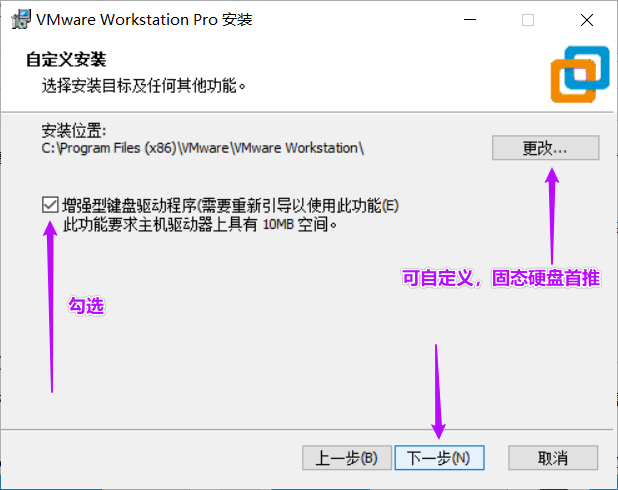 VMware Workstation Pro 安装
自定义安装
选择安装目标及任何其他功能。
安装位置:
C:\Program Files (x86)\VMware\VMware Workstation\
更改...
增强型键盘驱动程序(需要重新引导以使用此功能(E)
此功能要求主机驱动器上具有 10MB 空间。
可自定义，固态硬盘首推
勾选
上一步(B)
下一步(N)
取消